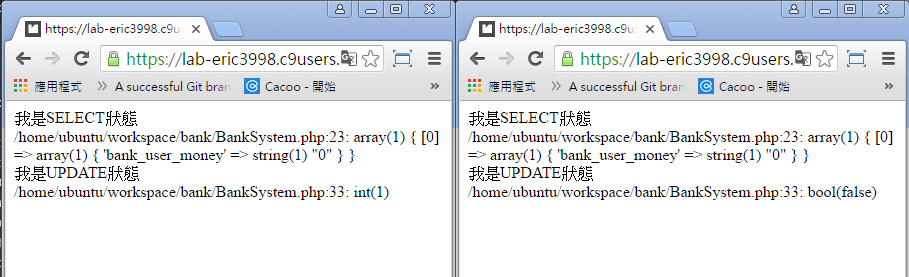 https://lab-eric3998.c9us
https://lab-eric3998.c9users.
應用程式 A successful Git bran Cacoo - 開始 »
我是SELECT狀態
/home/ubuntu/workspace/bank/BankSystem.php:23: array(1) { [0]
=> array(1) { 'bank_user_money' => string(1) "0" } }
我是UPDATE狀態
/home/ubuntu/workspace/bank/BankSystem.php:33: int(1)
https://lab-eric3998.c9us
https://lab-eric3998.c9users.
應用程式 A successful Git bran Cacoo - 開始 »
我是SELECT狀態
/home/ubuntu/workspace/bank/BankSystem.php:23: array(1) { [0]
=> array(1) { 'bank_user_money' => string(1) "0" } }
我是UPDATE狀態
/home/ubuntu/workspace/bank/BankSystem.php:33: bool(false)